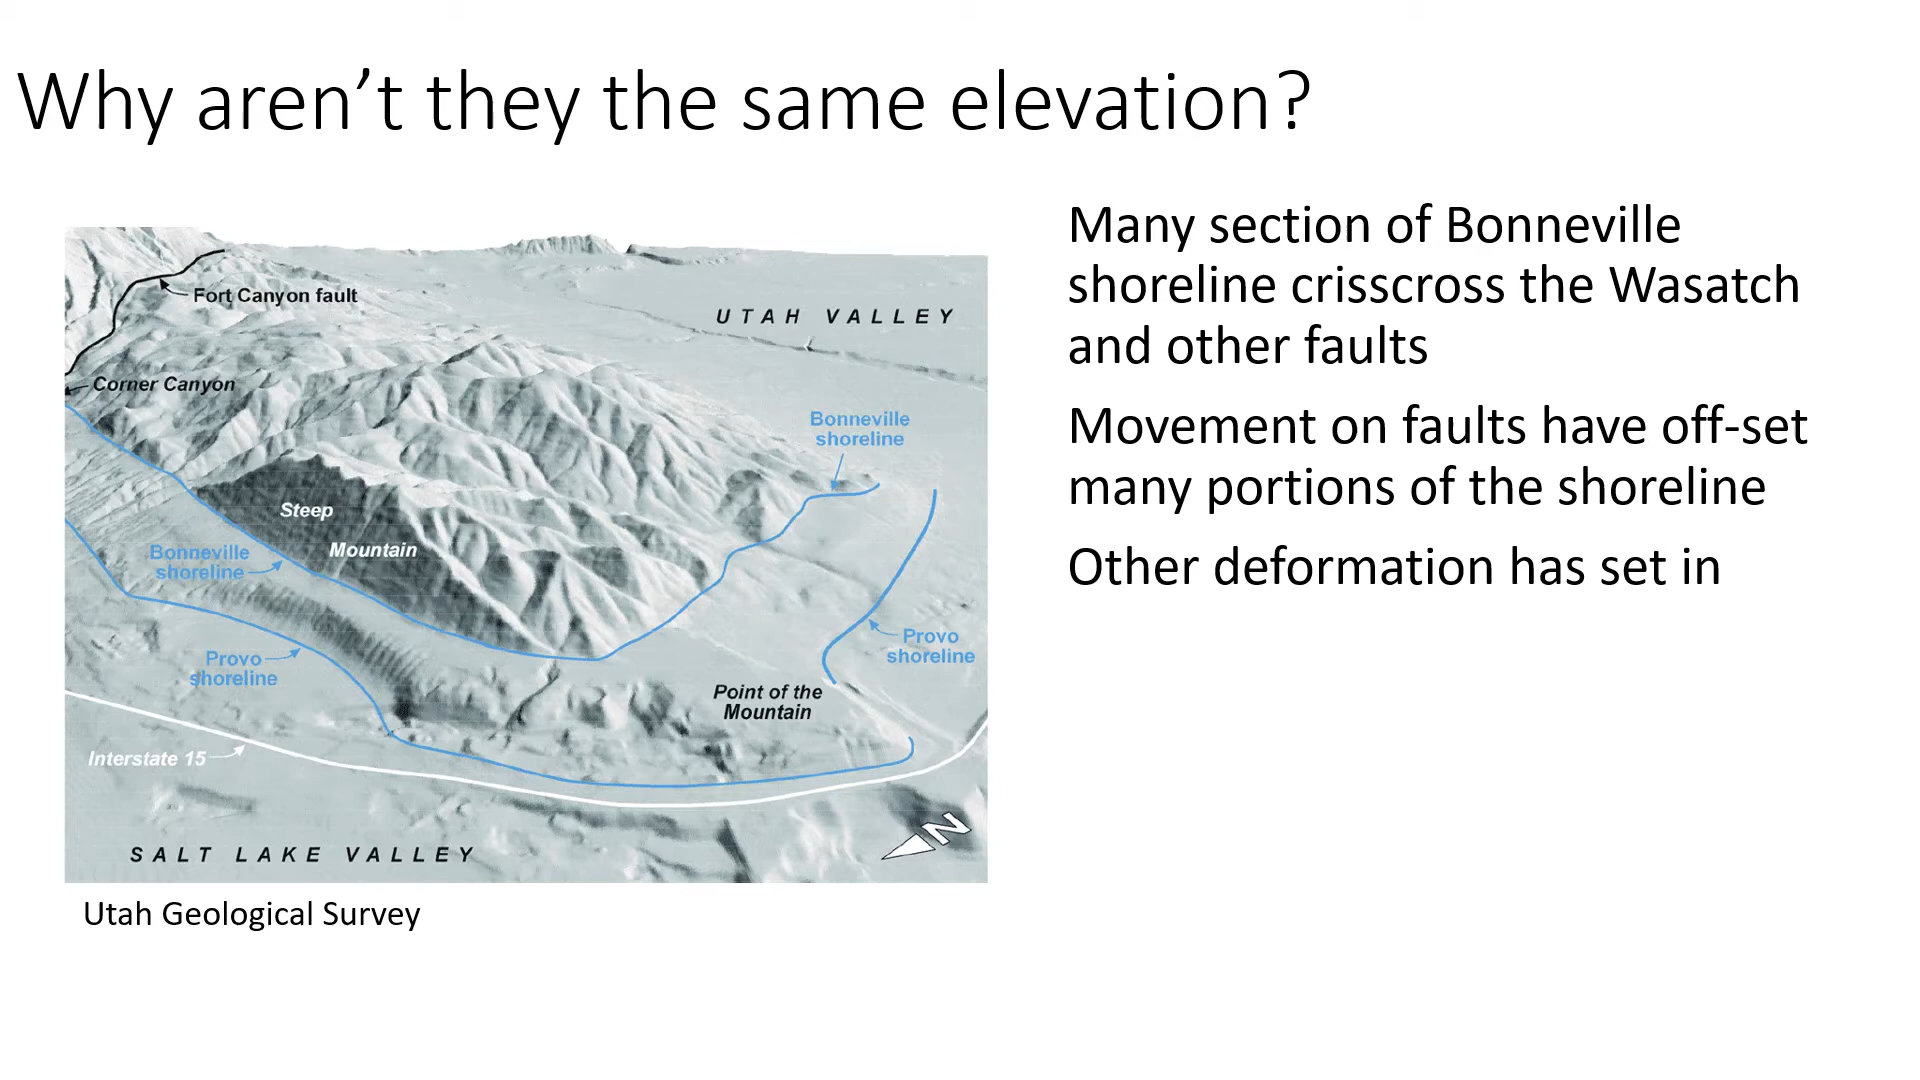 Why aren’t they the same elevation?
Fort Canyon fault
UTAH VALLEY
Corner Canyon
Bonneville
shoreline
Steep
Mountain
Bonneville
shoreline
Provo
shoreline
Provo
shoreline
Point of the
Mountain
Interstate 15
N
SALT LAKE VALLEY
Utah Geological Survey
Many section of Bonneville
shoreline crisscross the Wasatch
and other faults
Movement on faults have off-set
many portions of the shoreline
Other deformation has set in